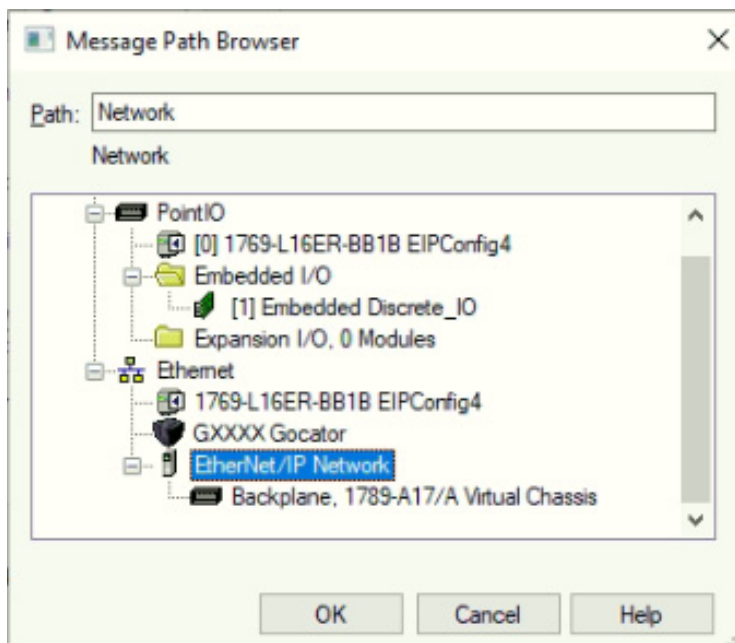 Message Path Browser
Path: Network
Network
PointIO
[0] 1769-L16ER-BB1B EIPConfig4
Embedded I/O
[1] Embedded Discrete_IO
Expansion I/O, 0 Modules
Ethernet
1769-L16ER-BB1B EIPConfig4
GXXXX Gocator
EtherNet/IP Network
Backplane, 1789-A17/A Virtual Chassis
OK Cancel Help